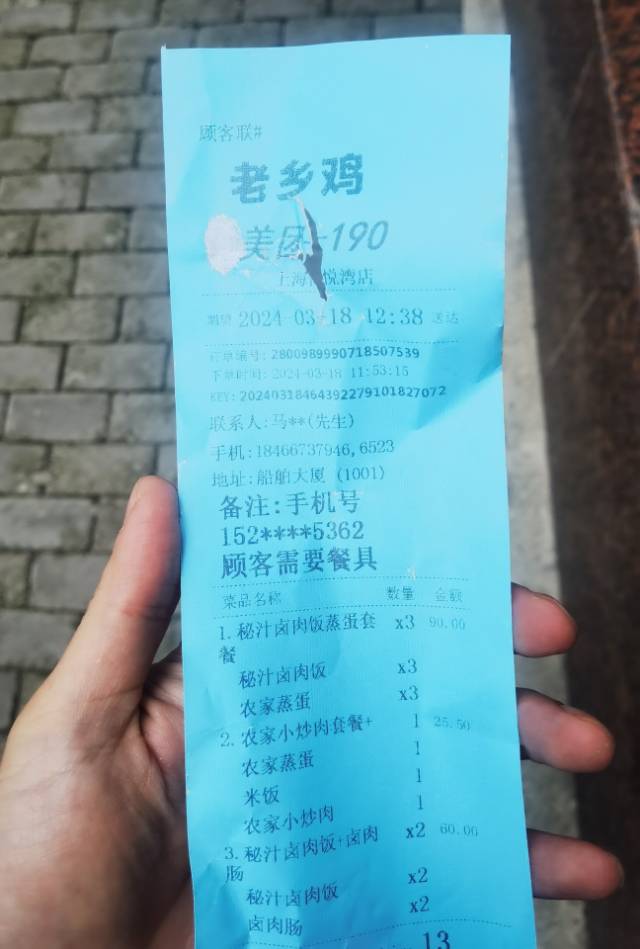 顾客联#
老乡鸡
美团-190
上海 悦湾店
期望 2024-03-18 12:38 送达
订单编号: 2800989990718507539
下单时间: 2024-03-18 11:53:15
KEY: 20240318464392279101827072
联系人:马**(先生)
手机:18466737946,6523
地址:船舶大厦 (1001)
备注:手机号
152****5362
顾客需要餐具
菜品名称 数量 金额
1. 秘汁卤肉饭蒸蛋套 x3 90.00
餐
秘汁卤肉饭 x3
农家蒸蛋 x3
2. 农家小炒肉套餐+ 1 25.50
农家蒸蛋 1
米饭 1
农家小炒肉 1
3. 秘汁卤肉饭+卤肉 x2 60.00
肠
秘汁卤肉饭 x2
卤肉肠 x2
13